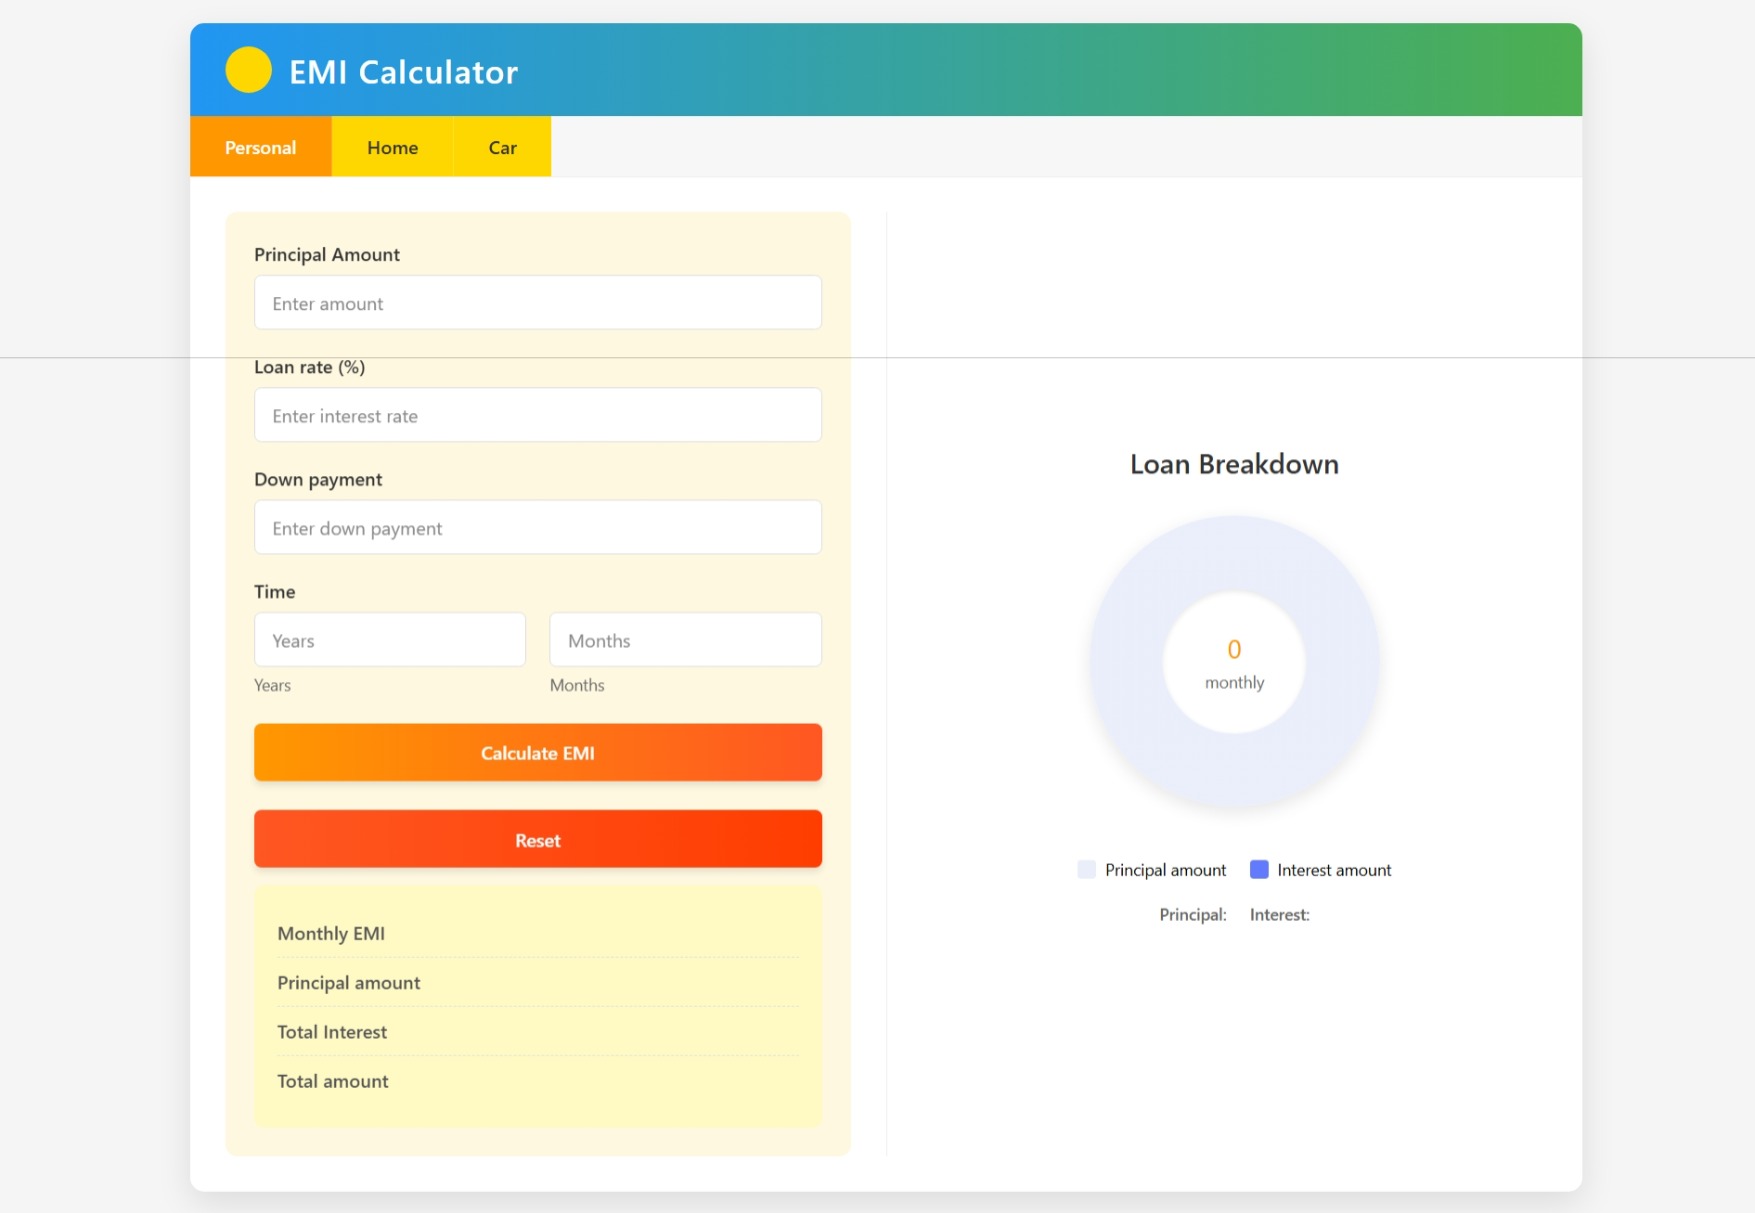 EMI Calculator
Personal Home Car
Principal Amount
Enter amount
Loan rate (%)
Enter interest rate
Down payment
Enter down payment
Time
Years Months
Years Months
Calculate EMI
Reset
Monthly EMI
Principal amount
Total Interest
Total amount
Loan Breakdown
0
monthly
Principal amount Interest amount
Principal: Interest: